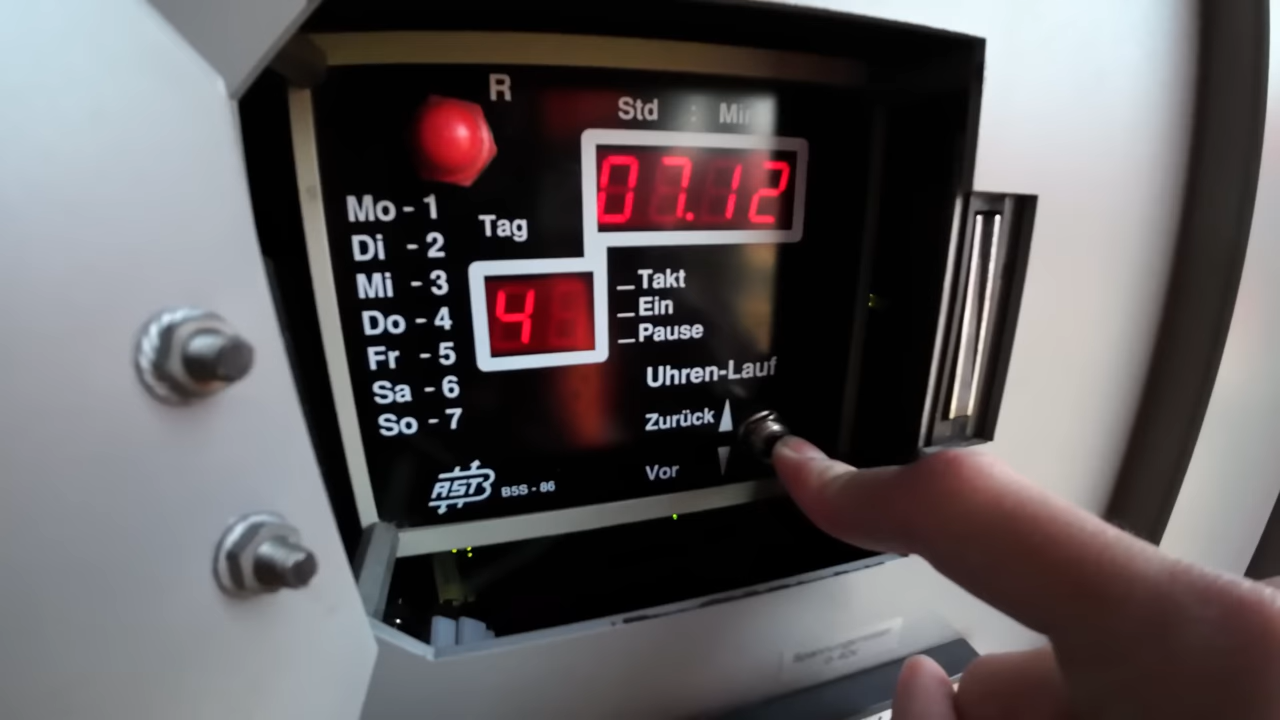 R
Std : Min
07.12
Mo - 1
Di - 2
Mi - 3
Do - 4
Fr - 5
Sa - 6
So - 7
Tag
4
Takt
Ein
Pause
Uhren-Lauf
Zurück
Vor
AST B5S - 86